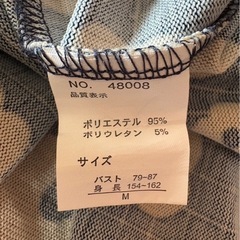 NO. 48008
品質表示
ポリエステル 95%
ポリウレタン 5%
サイズ
バスト 79-87
身 長 154-162
M